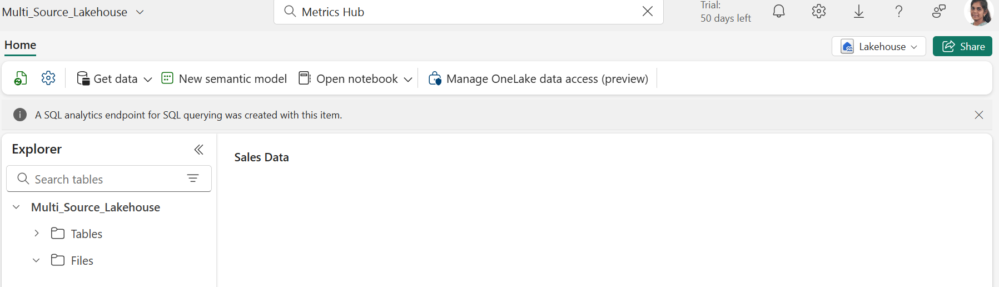 Multi_Source_Lakehouse
Metrics Hub
Trial:
50 days left
Home
Lakehouse
Share
Get data
New semantic model
Open notebook
Manage OneLake data access (preview)
A SQL analytics endpoint for SQL querying was created with this item.
Explorer
Sales Data
Search tables
Multi_Source_Lakehouse
Tables
Files